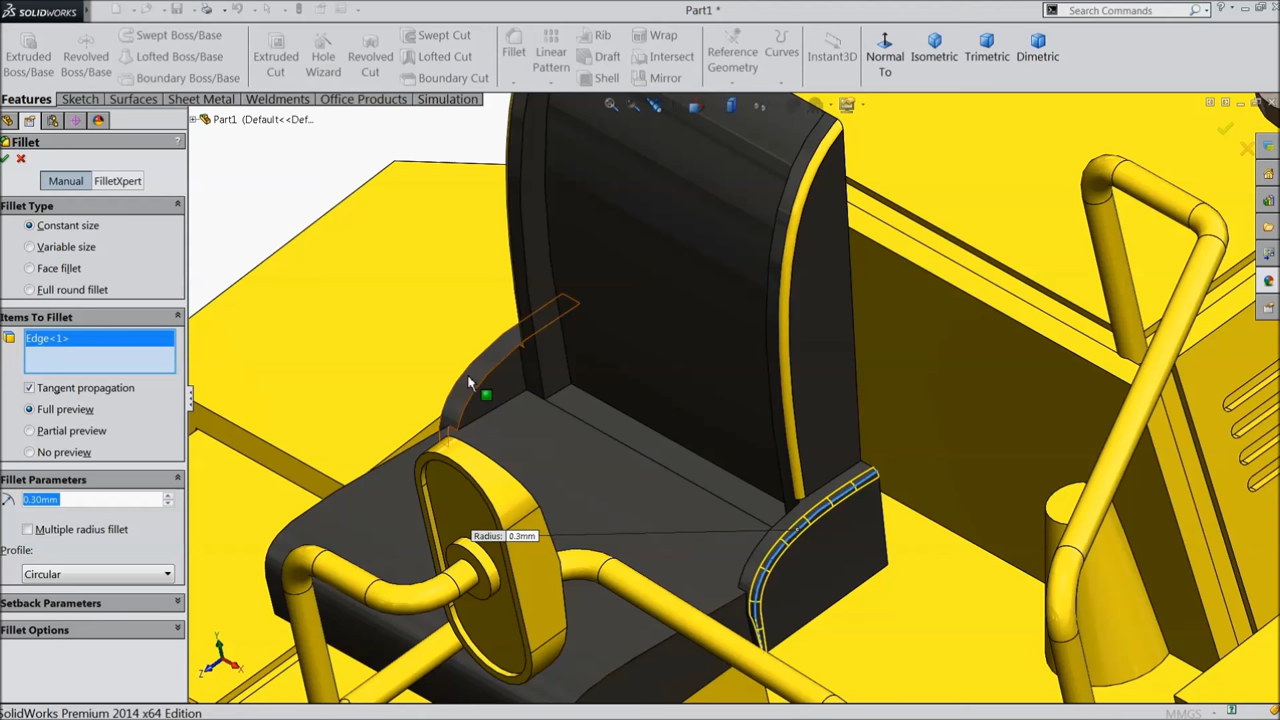 SOLIDWORKS
Part1 *
Search Commands
Extruded Boss/Base
Revolved Boss/Base
Swept Boss/Base
Lofted Boss/Base
Boundary Boss/Base
Extruded Cut
Hole Wizard
Revolved Cut
Swept Cut
Lofted Cut
Boundary Cut
Fillet
Linear Pattern
Rib
Draft
Shell
Wrap
Intersect
Mirror
Reference Geometry
Curves
Instant3D
Normal To
Isometric
Trimetric
Dimetric
Features
Sketch
Surfaces
Sheet Metal
Weldments
Office Products
Simulation
Part1 (Default<<Def...
Fillet
?
Manual
FilletXpert
Fillet Type
Constant size
Variable size
Face fillet
Full round fillet
Items To Fillet
Edge<1>
Tangent propagation
Full preview
Partial preview
No preview
Fillet Parameters
0.30mm
Multiple radius fillet
Profile:
Circular
Setback Parameters
Fillet Options
Radius: 0.3mm
Y
X
Z
SolidWorks Premium 2014 x64 Edition
MMGS